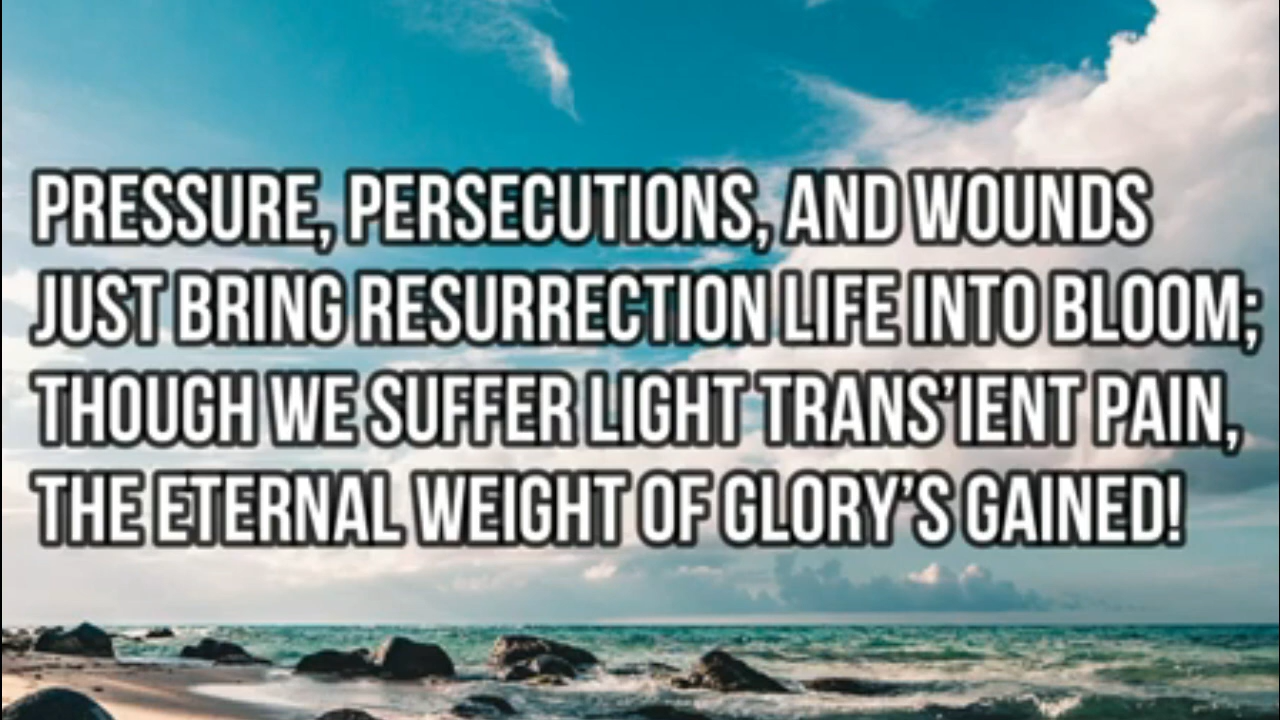 PRESSURE, PERSECUTIONS, AND WOUNDS
JUST BRING RESURRECTION LIFE INTO BLOOM;
THOUGH WE SUFFER LIGHT TRANS’IENT PAIN,
THE ETERNAL WEIGHT OF GLORY’S GAINED!